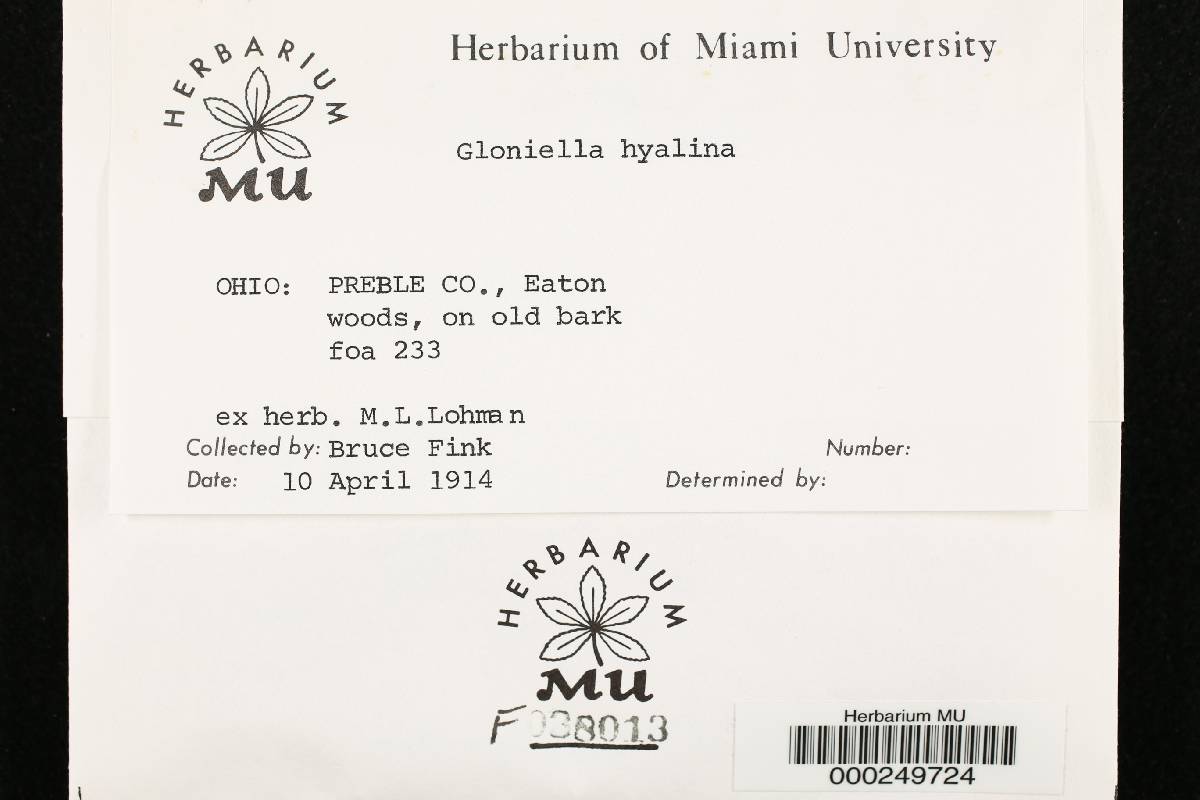 HERBARIUM
MU
Herbarium of Miami University
Gloniella hyalina
OHIO: PREBLE CO., Eaton
woods, on old bark
foa 233
ex herb. M.L.Lohman
Collected by: Bruce Fink
Number:
Date: 10 April 1914
Determined by:
HERBARIUM
MU
F038013
Herbarium MU
000249724